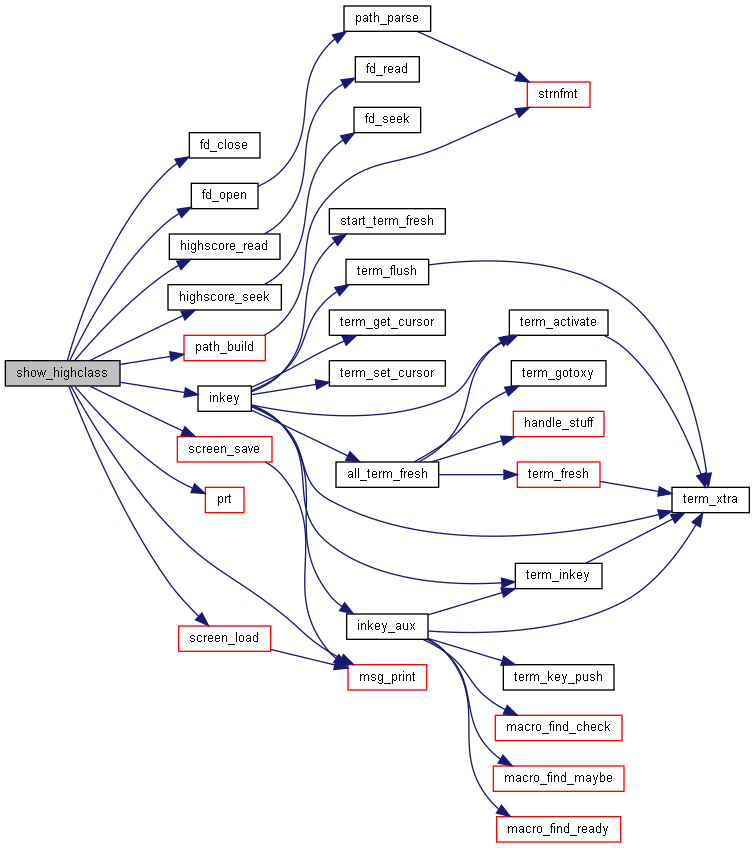 path_parse
fd_read
strnfmt
fd_seek
fd_close
fd_open
start_term_fresh
highscore_read
term_flush
highscore_seek
term_get_cursor
term_activate
path_build
show_highclass
term_set_cursor
term_gotoxy
inkey
handle_stuff
screen_save
all_term_fresh
term_fresh
prt
term_xtra
term_inkey
inkey_aux
screen_load
msg_print
term_key_push
macro_find_check
macro_find_maybe
macro_find_ready